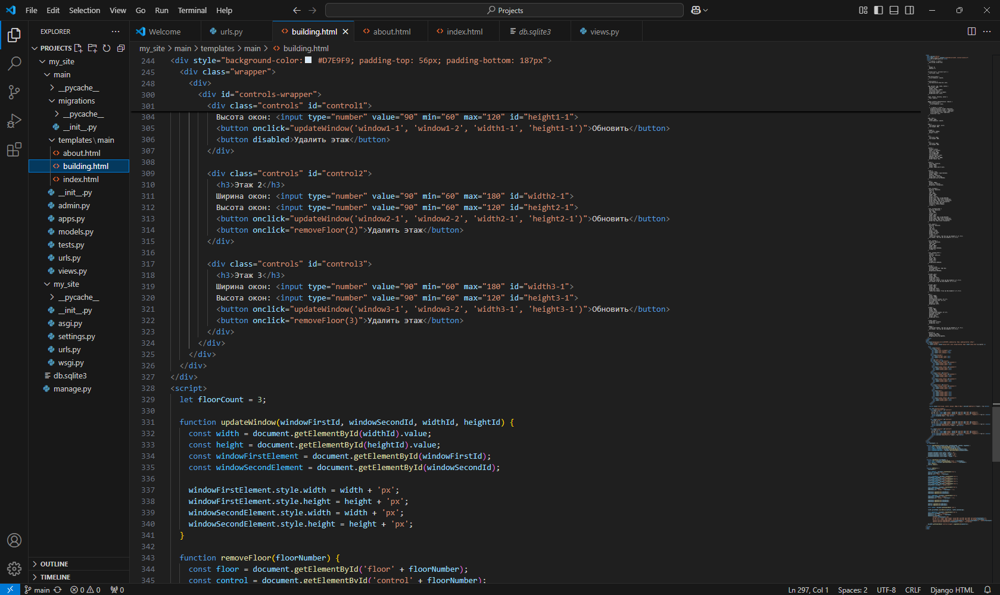 File Edit Selection View Go Run Terminal Help
Projects
EXPLORER
Welcome
urls.py
building.html
about.html
index.html
db.sqlite3
views.py
PROJECTS
my_site > main > templates > main > building.html
my_site
main
__pycache__
migrations
__pycache__
__init__.py
templates\main
about.html
building.html
index.html
__init__.py
admin.py
apps.py
models.py
tests.py
urls.py
views.py
my_site
__pycache__
__init__.py
asgi.py
settings.py
urls.py
wsgi.py
db.sqlite3
manage.py
OUTLINE
TIMELINE
244 <div style="background-color: #D7E9F9; padding-top: 56px; padding-bottom: 187px">
245 <div class="wrapper">
248 <div>
300 <div id="controls-wrapper">
301 <div class="controls" id="control1">
304 Высота окон: <input type="number" value="90" min="60" max="120" id="height1-1">
305 <button onclick="updateWindow('window1-1', 'window1-2', 'width1-1', 'height1-1')">Обновить</button>
306 <button disabled>Удалить этаж</button>
307 </div>
308
309 <div class="controls" id="control2">
310 <h3>Этаж 2</h3>
311 Ширина окон: <input type="number" value="90" min="60" max="180" id="width2-1">
312 Высота окон: <input type="number" value="90" min="60" max="120" id="height2-1">
313 <button onclick="updateWindow('window2-1', 'window2-2', 'width2-1', 'height2-1')">Обновить</button>
314 <button onclick="removeFloor(2)">Удалить этаж</button>
315 </div>
316
317 <div class="controls" id="control3">
318 <h3>Этаж 3</h3>
319 Ширина окон: <input type="number" value="90" min="60" max="180" id="width3-1">
320 Высота окон: <input type="number" value="90" min="60" max="120" id="height3-1">
321 <button onclick="updateWindow('window3-1', 'window3-2', 'width3-1', 'height3-1')">Обновить</button>
322 <button onclick="removeFloor(3)">Удалить этаж</button>
323 </div>
324 </div>
325 </div>
326 </div>
327 </div>
328 <script>
329 let floorCount = 3;
330
331 function updateWindow(windowFirstId, windowSecondId, widthId, heightId) {
332 const width = document.getElementById(widthId).value;
333 const height = document.getElementById(heightId).value;
334 const windowFirstElement = document.getElementById(windowFirstId);
335 const windowSecondElement = document.getElementById(windowSecondId);
336
337 windowFirstElement.style.width = width + 'px';
338 windowFirstElement.style.height = height + 'px';
339 windowSecondElement.style.width = width + 'px';
340 windowSecondElement.style.height = height + 'px';
341 }
342
343 function removeFloor(floorNumber) {
344 const floor = document.getElementById('floor' + floorNumber);
345 const control = document.getElementById('control' + floorNumber);
main 0 0 0
Ln 297, Col 1 Spaces: 2 UTF-8 CRLF Django HTML